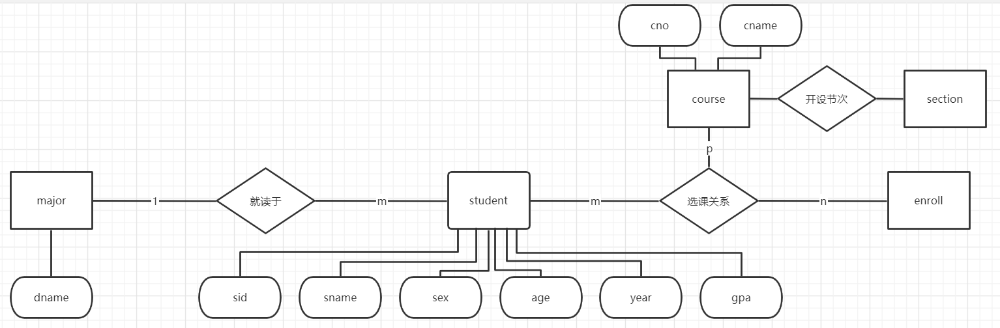 cno
cname
course
开设节次
section
p
major
1
就读于
m
student
m
选课关系
n
enroll
dname
sid
sname
sex
age
year
gpa